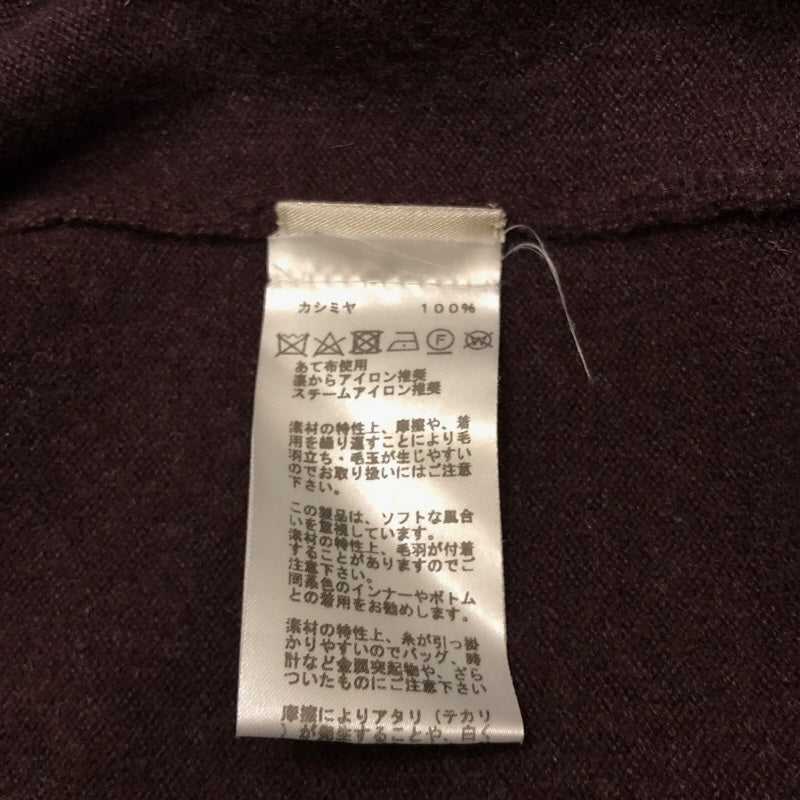 カシミヤ 100%
F W
あて布使用
裏からアイロン推奨
スチームアイロン推奨
素材の特性上、摩擦や、着
用を繰り返すことにより毛
羽立ち・毛玉が生じやすい
のでお取り扱いにはご注意
下さい。
この製品は、ソフトな風合
いを重視しています。
素材の特性上、毛羽が付着
することがありますのでご
注意下さい。
同系色のインナーやボトム
との着用をお勧めします。
素材の特性上、糸が引っ掛
かりやすいのでバッグ、時
計など金属突起物や、ざら
ついたものにご注意下さい
摩擦によりアタリ(テカリ
)が発生することや、白く